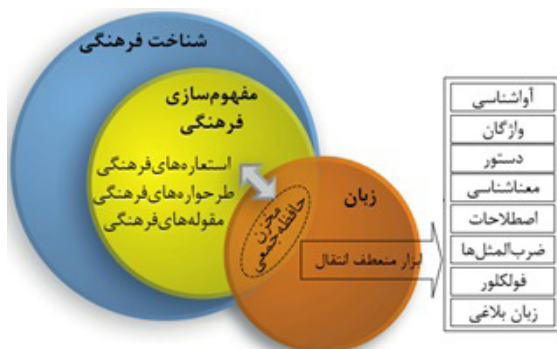 شناخت فرهنگی
مفهوم‌سازی
فرهنگی
استعاره‌های فرهنگی
طرحواره‌های فرهنگی
مقوله‌های فرهنگی
زبان
مخزن
حافظه جمعی
ابزار منعطف انتقال
آواشناسی
واژگان
دستور
معناشناسی
اصطلاحات
ضرب‌المثل‌ها
فولکلور
زبان بلاغی